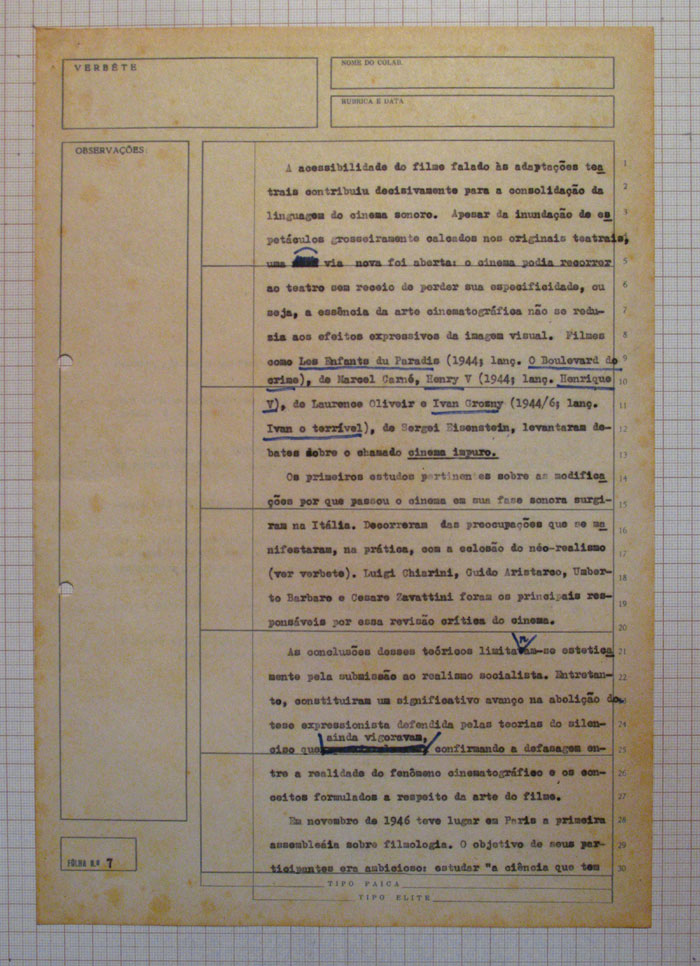 VERBÊTE
NOME DO COLAB.
RUBRICA E DATA
OBSERVAÇÕES:
A acessibilidade do filme falado às adaptações tea 1
trais contribuiu decisivamente para a consolidação da 2
linguagem do cinema sonoro. Apesar da inundação de es 3
petáculos grosseiramente calcados nos originais teatrais,
uma via nova foi aberta: o cinema podia recorrer 5
ao teatro sem receio de perder sua especificidade, ou 6
seja, a essência da arte cinematográfica não se redu- 7
sia aos efeitos expressivos da imagem visual. Filmes 8
como Les Enfants du Paradis (1944; lanç. O Boulevard do 9
crime), de Marcel Carné, Henry V (1944; lanç. Henrique 10
V), de Laurence Oliveir e Ivan Grozny (1944/6; lanç. 11
Ivan o terrível), de Sergei Eisenstein, levantaram de- 12
bates sobre o chamado cinema impuro. 13
Os primeiros estudos pertinentes sobre as modifica 14
ções por que passou o cinema em sua fase sonora surgi- 15
ram na Itália. Decorreram das preocupações que se ma 16
nifestaram, na prática, com a eclosão do néo-realismo 17
(ver verbete). Luigi Chiarini, Guido Aristarco, Umber- 18
to Barbaro e Cesare Zavattini foram os principais res- 19
ponsáveis por essa revisão crítica do cinema. 20
As conclusões desses teóricos limitavam-se estetica 21
mente pela submissão ao realismo socialista. Entretan- 22
to, constituiram um significativo avanço na abolição da 23
tese expressionista defendida pelas teorias do silen- 24
ainda vigoravam,
cioso que confirmando a defasagem en- 25
tre a realidade do fenômeno cinematográfico e os con- 26
ceitos formulados a respeito da arte do filme. 27
Em novembro de 1946 teve lugar em Paris a primeira 28
assembleáia sobre filmologia. O objetivo de seus par- 29
ticipantes era ambicioso: estudar "a ciência que tem 30
FÔLHA N.º 7
TIPO PAICA
TIPO ELITE